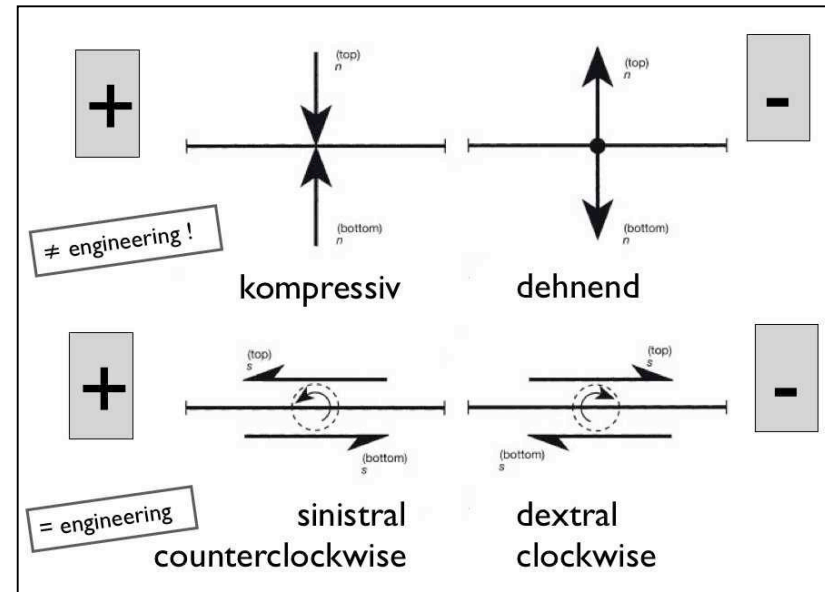 +
(top)
n
(top)
n
-
≠ engineering !
(bottom)
n
(bottom)
n
kompressiv
dehnend
+
(top)
s
(top)
s
-
(bottom)
s
(bottom)
s
= engineering
sinistral
counterclockwise
dextral
clockwise